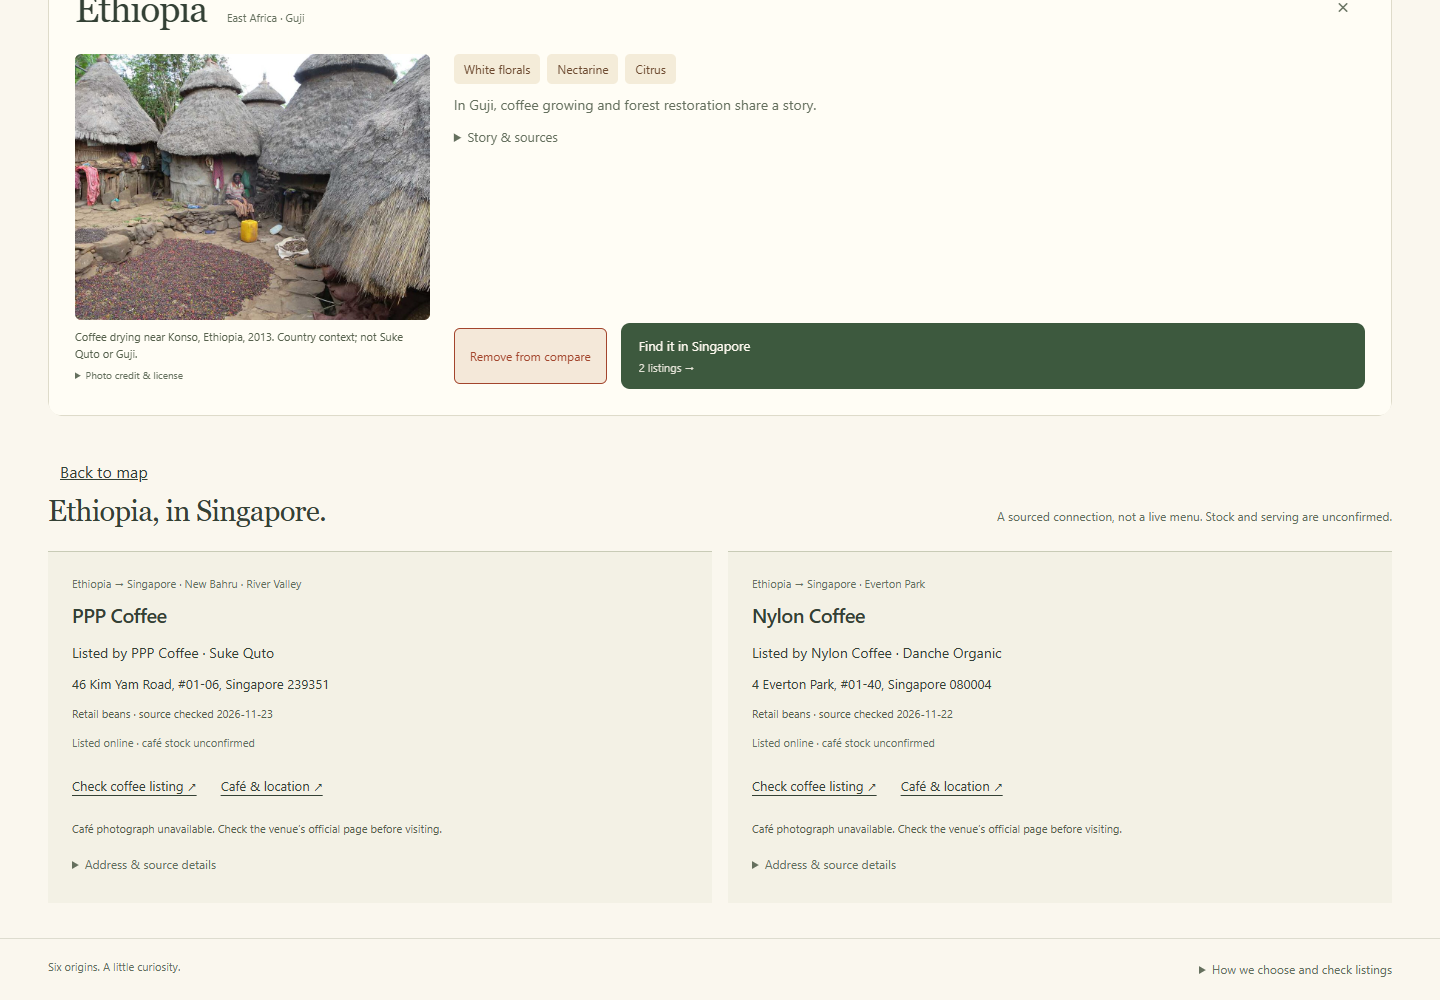 Ethiopia
East Africa · Guji
×
White florals
Nectarine
Citrus
In Guji, coffee growing and forest restoration share a story.
▶ Story & sources
Coffee drying near Konso, Ethiopia, 2013. Country context; not Suke
Quto or Guji.
▶ Photo credit & license
Remove from compare
Find it in Singapore
2 listings →
Back to map
Ethiopia, in Singapore.
A sourced connection, not a live menu. Stock and serving are unconfirmed.
Ethiopia → Singapore · New Bahru · River Valley
PPP Coffee
Listed by PPP Coffee · Suke Quto
46 Kim Yam Road, #01-06, Singapore 239351
Retail beans · source checked 2026-11-23
Listed online · café stock unconfirmed
Check coffee listing ↗
Café & location ↗
Café photograph unavailable. Check the venue's official page before visiting.
▶ Address & source details
Ethiopia → Singapore · Everton Park
Nylon Coffee
Listed by Nylon Coffee · Danche Organic
4 Everton Park, #01-40, Singapore 080004
Retail beans · source checked 2026-11-22
Listed online · café stock unconfirmed
Check coffee listing ↗
Café & location ↗
Café photograph unavailable. Check the venue's official page before visiting.
▶ Address & source details
Six origins. A little curiosity.
▶ How we choose and check listings